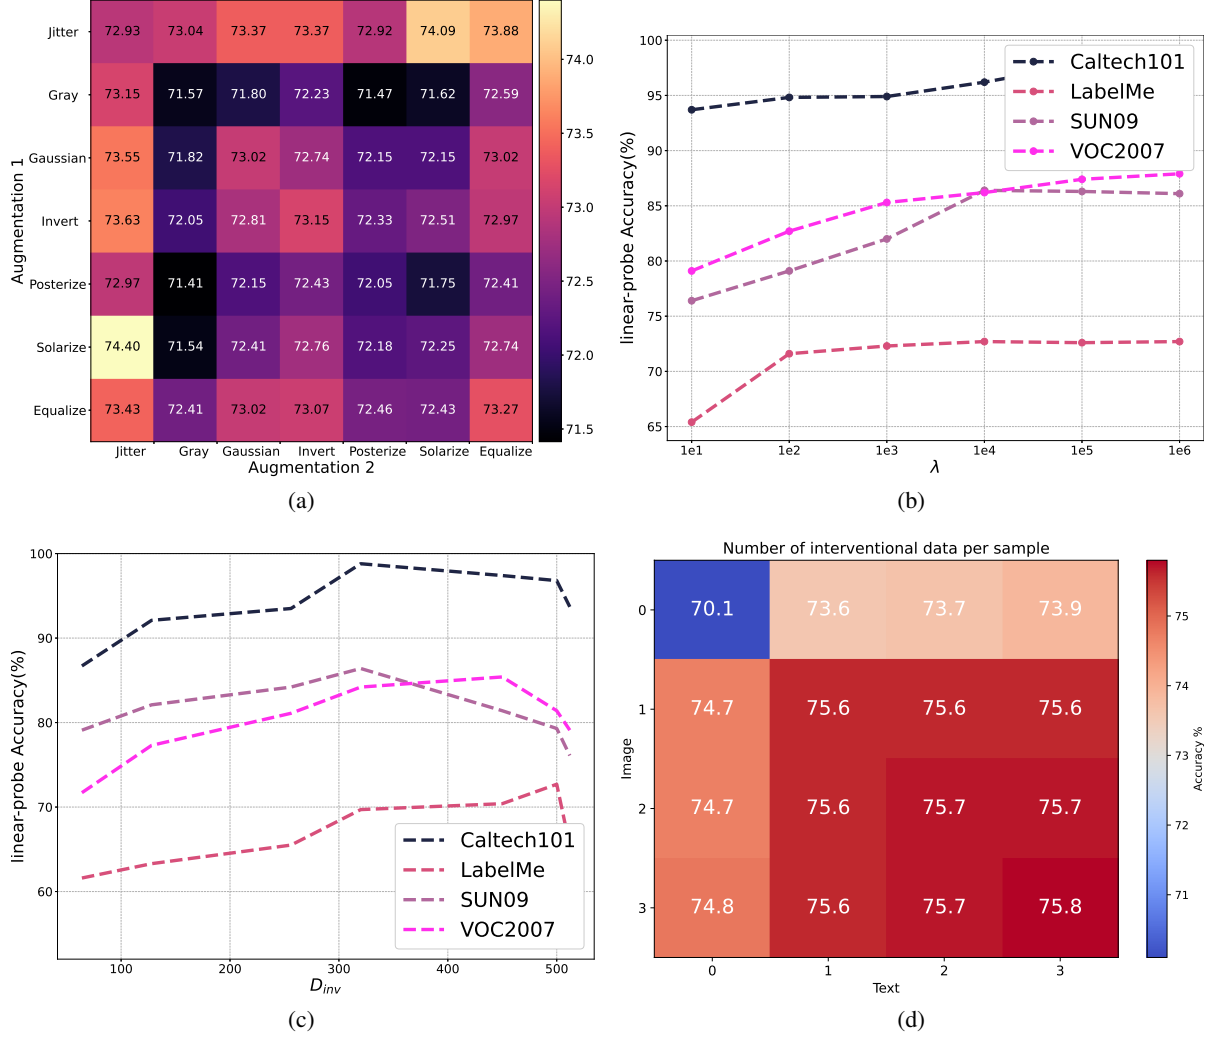 Jitter 72.93 73.04 73.37 73.37 72.92 74.09 73.88
Gray 73.15 71.57 71.80 72.23 71.47 71.62 72.59
Gaussian 73.55 71.82 73.02 72.74 72.15 72.15 73.02
Invert 73.63 72.05 72.81 73.15 72.33 72.51 72.97
Posterize 72.97 71.41 72.15 72.43 72.05 71.75 72.41
Solarize 74.40 71.54 72.41 72.76 72.18 72.25 72.74
Equalize 73.43 72.41 73.02 73.07 72.46 72.43 73.27
Jitter Gray Gaussian Invert Posterize Solarize Equalize
Augmentation 2
Augmentation 1
74.0
73.5
73.0
72.5
72.0
71.5
(a)
100
95
90
85
80
75
70
65
linear-probe Accuracy(%)
Caltech101
LabelMe
SUN09
VOC2007
1e1 1e2 1e3 1e4 1e5 1e6
λ
(b)
100
90
80
70
60
linear-probe Accuracy(%)
Caltech101
LabelMe
SUN09
VOC2007
100 200 300 400 500
D_inv
(c)
Number of interventional data per sample
0 70.1 73.6 73.7 73.9
1 74.7 75.6 75.6 75.6
2 74.7 75.6 75.7 75.7
3 74.8 75.6 75.7 75.8
0 1 2 3
Text
Image
75
74
73
72
71
Accuracy %
(d)